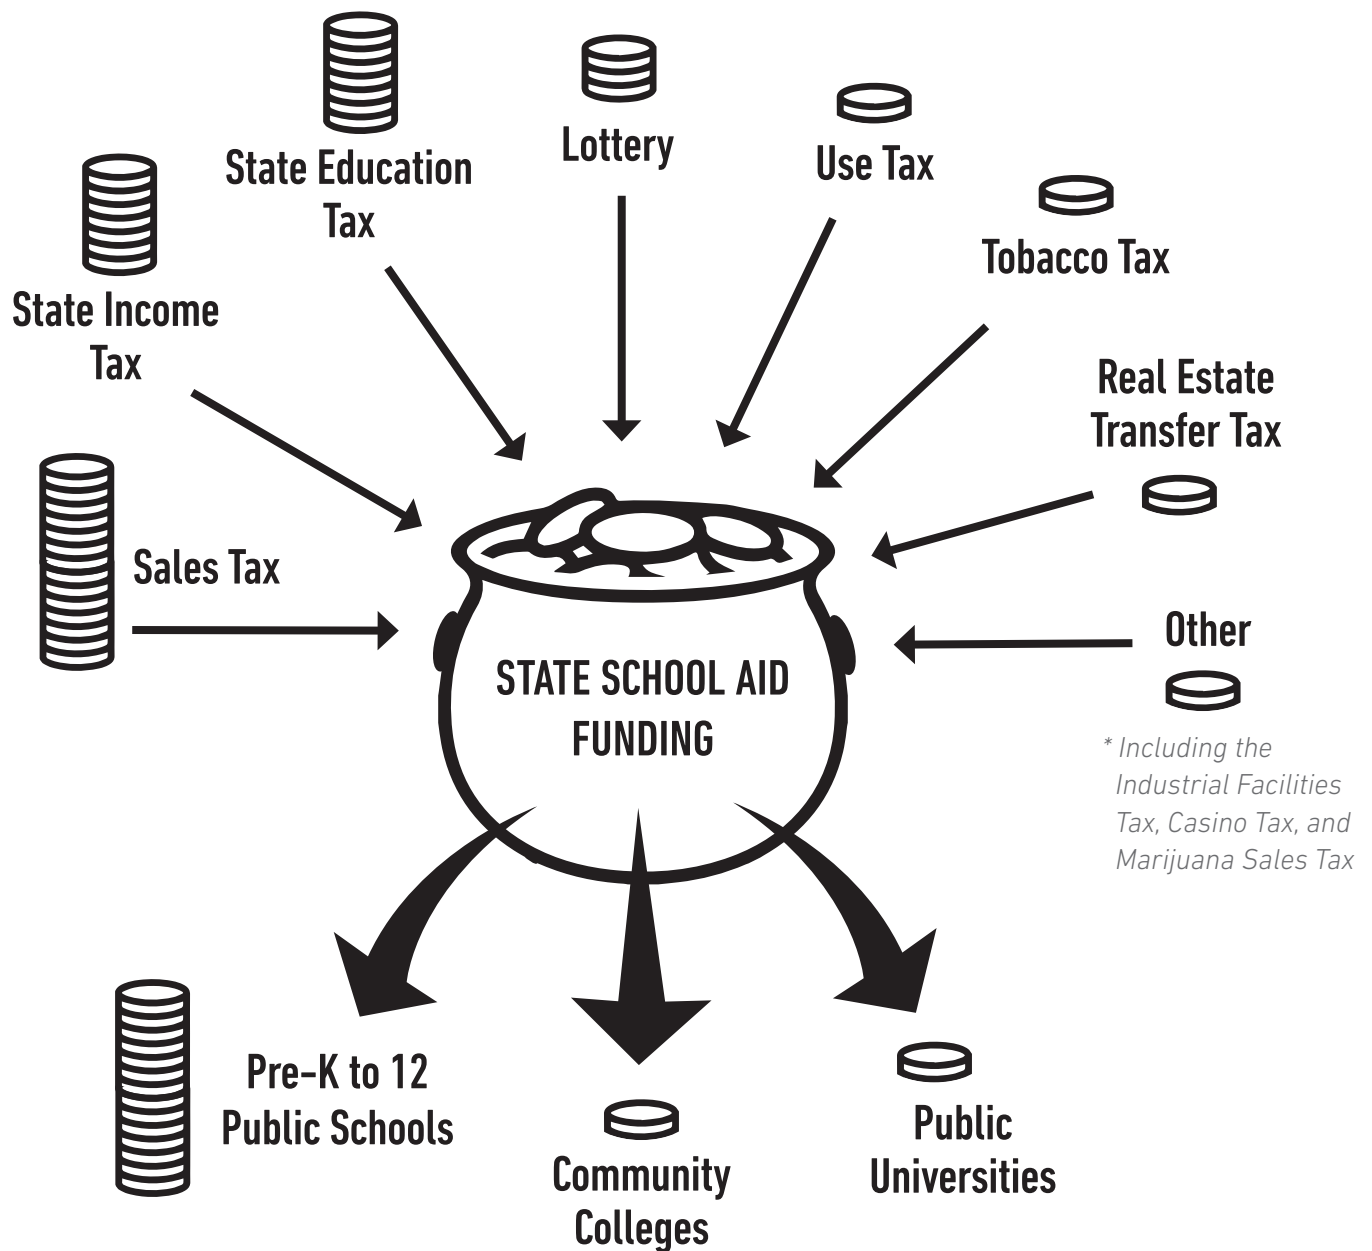 Lottery
State Education
Tax
Use Tax
Tobacco Tax
State Income
Tax
Real Estate
Transfer Tax
Sales Tax
Other
* Including the
Industrial Facilities
Tax, Casino Tax, and
Marijuana Sales Tax
STATE SCHOOL AID
FUNDING
Pre-K to 12
Public Schools
Community
Colleges
Public
Universities